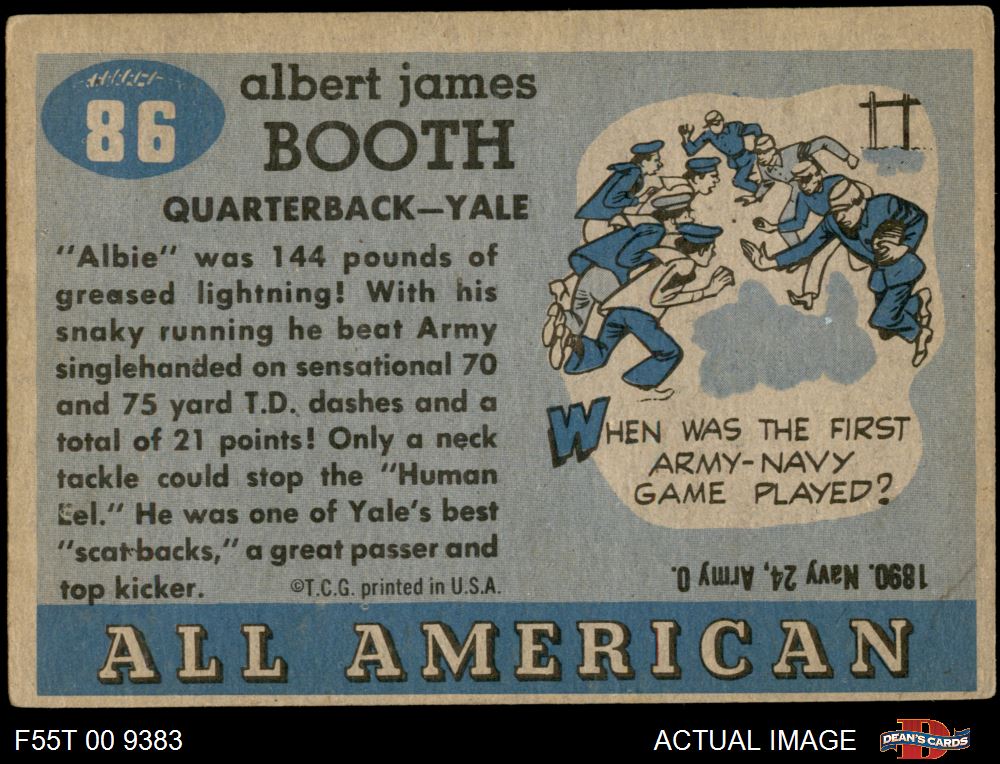 86
albert james
BOOTH
QUARTERBACK—YALE
"Albie" was 144 pounds of
greased lightning! With his
snaky running he beat Army
singlehanded on sensational 70
and 75 yard T.D. dashes and a
total of 21 points! Only a neck
tackle could stop the "Human
Eel." He was one of Yale's best
"scat-backs," a great passer and
top kicker.
©T.C.G. printed in U.S.A.
WHEN WAS THE FIRST
ARMY-NAVY
GAME PLAYED?
1890. Navy 24, Army 0.
ALL AMERICAN
F55T 00 9383
ACTUAL IMAGE
D
DEAN'S CARDS